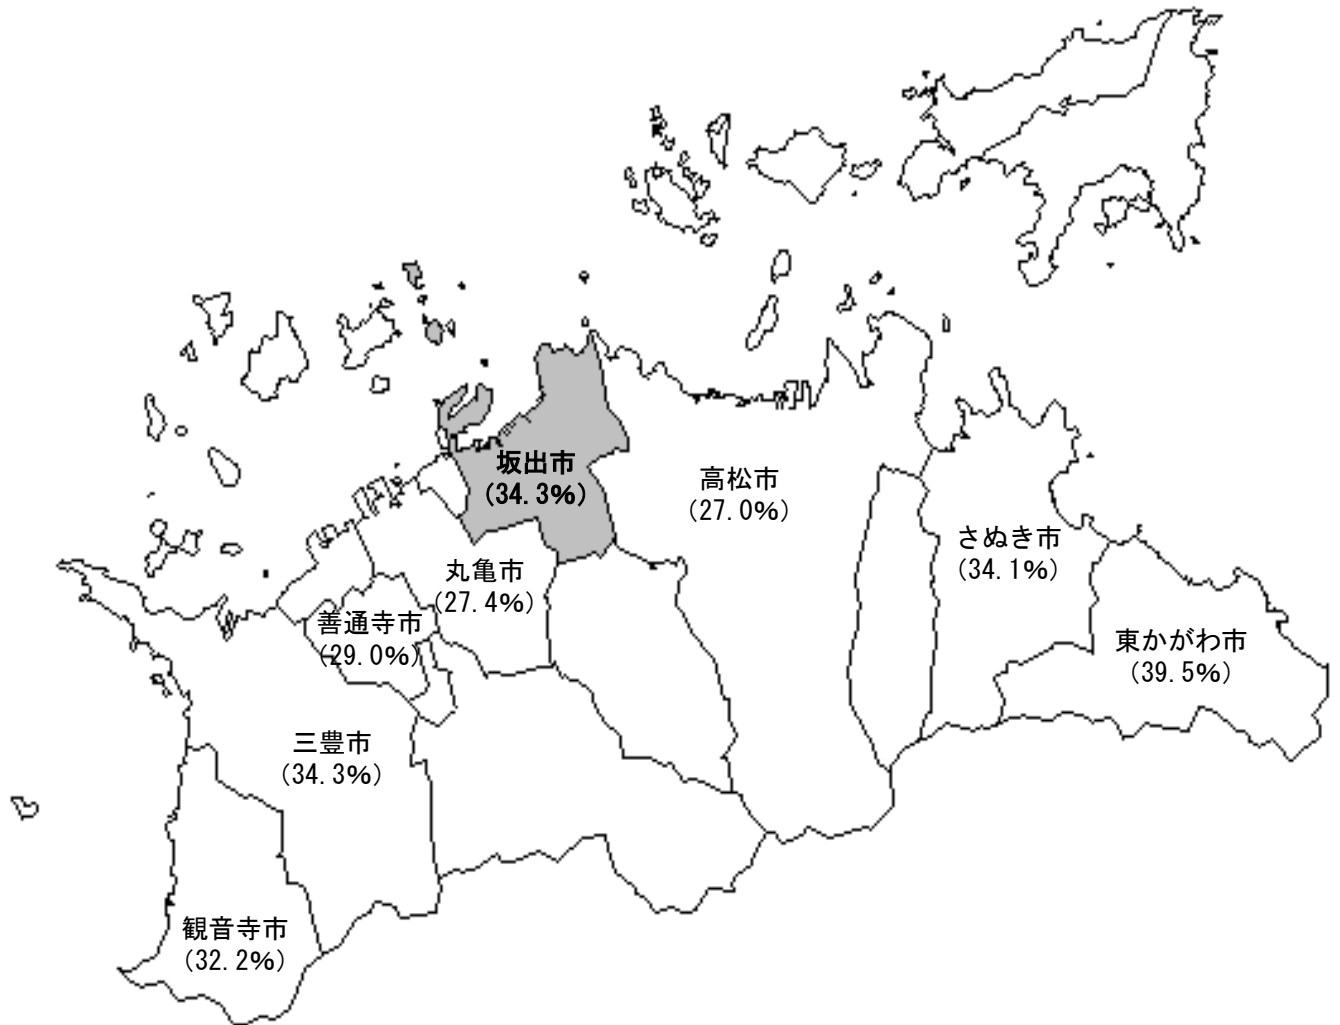 坂出市
(34.3%)
高松市
(27.0%)
さぬき市
(34.1%)
丸亀市
(27.4%)
善通寺市
(29.0%)
東かがわ市
(39.5%)
三豊市
(34.3%)
観音寺市
(32.2%)